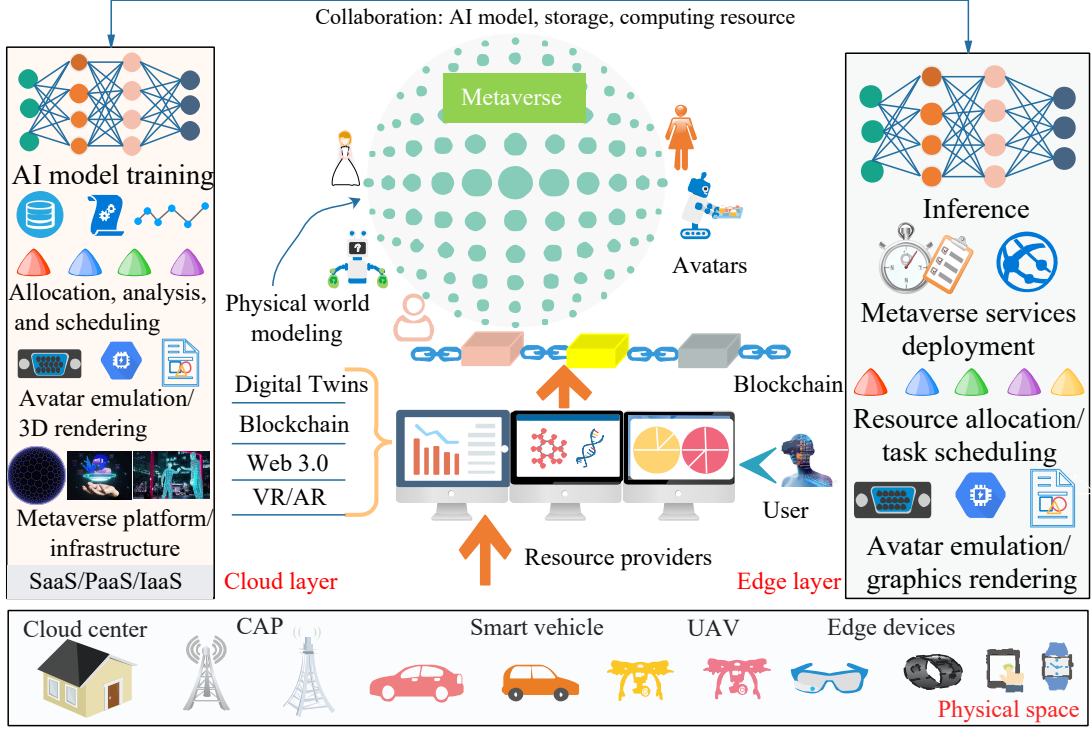 Collaboration: AI model, storage, computing resource
AI model training
Allocation, analysis,
and scheduling
Avatar emulation/
3D rendering
Metaverse platform/
infrastructure
SaaS/PaaS/IaaS
Metaverse
Avatars
Physical world
modeling
Blockchain
Digital Twins
Blockchain
Web 3.0
VR/AR
User
Resource providers
Cloud layer
Edge layer
Inference
Metaverse services
deployment
Resource allocation/
task scheduling
Avatar emulation/
graphics rendering
Cloud center
CAP
Smart vehicle
UAV
Edge devices
Physical space